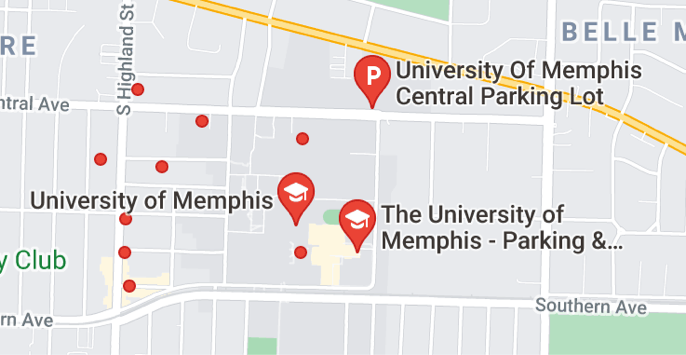 RE
S Highland St
BELLE M
University Of Memphis
Central Parking Lot
ntral Ave
University of Memphis
The University of
Memphis - Parking &...
y Club
Southern Ave
rn Ave
P